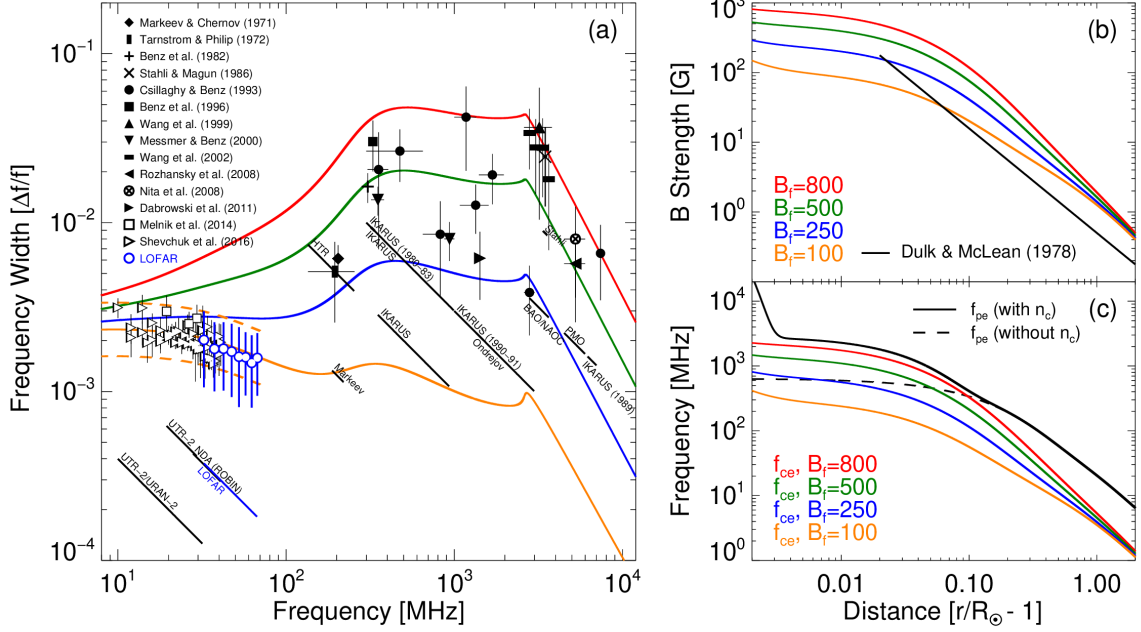 (a)
Markeev & Chernov (1971)
Tarnstrom & Philip (1972)
Benz et al. (1982)
Stahli & Magun (1986)
Csillaghy & Benz (1993)
Benz et al. (1996)
Wang et al. (1999)
Messmer & Benz (2000)
Wang et al. (2002)
Rozhansky et al. (2008)
Nita et al. (2008)
Dabrowski et al. (2011)
Melnik et al. (2014)
Shevchuk et al. (2016)
LOFAR
HTR
IKARUS (1980-83)
IKARUS
IKARUS
IKARUS (1990-91)
Ondrejov
Markeev
Stahli
BAO/NAOC
PMO
IKARUS (1989)
UTR-2 NDA (ROBIN)
LOFAR
UTR-2/URAN-2
10⁻¹
10⁻²
10⁻³
10⁻⁴
10¹
10²
10³
10⁴
Frequency Width [Δf/f]
Frequency [MHz]
(b)
10³
10²
10¹
10⁰
B Strength [G]
B_f=800
B_f=500
B_f=250
B_f=100
Dulk & McLean (1978)
(c)
f_pe (with n_c)
f_pe (without n_c)
10⁴
10³
10²
10¹
10⁰
Frequency [MHz]
f_ce, B_f=800
f_ce, B_f=500
f_ce, B_f=250
f_ce, B_f=100
0.01
0.10
1.00
Distance [r/R_⊙ - 1]